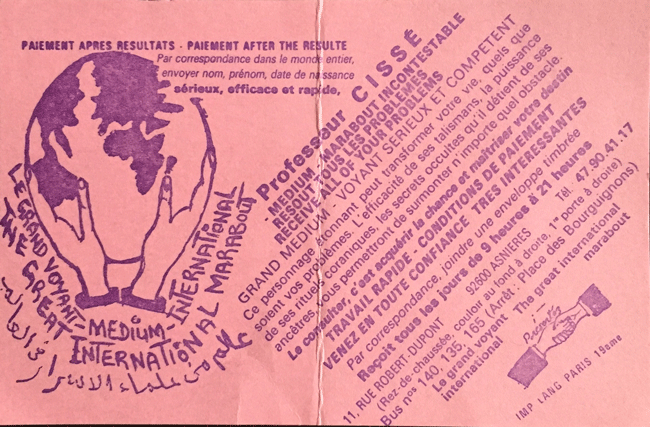 PAIEMENT APRES RESULTATS - PAIEMENT AFTER THE RESULTE
Par correspondance dans le monde entier,
envoyer nom, prénom, date de naissance
sérieux, efficace et rapide,
LE GRAND VOYANT-MEDIUM-INTERNATIONAL
THE GREAT INTERNATIONAL MARABOUT
عالم من علماء الاسرار في العالم
Professeur CISSÉ
- MEDIUM - MARABOUT INCONTESTABLE
RESOUD TOUS LES PROBLÈMES
RECEIV ALL OF YOUR PROBLEMS
GRAND MEDIUM - VOYANT SERIEUX ET COMPETENT
Ce personnage étonnant peut transformer votre vie, quels que
soient vos problèmes. L'efficacité de ses talismans, la puissance
de ses rituels coraniques, les secrets occultes qu'il détient de ses
ancêtres vous permettront de surmonter n'importe quel obstacle.
Le consulter, c'est acquérir la chance et maîtriser votre destin
TRAVAIL RAPIDE - CONDITIONS DE PAIEMENT
VENEZ EN TOUTE CONFIANCE TRES INTERESSANTES
Par correspondance, joindre une enveloppe timbrée
Reçoit tous les jours de 9 heures à 21 heures
11, RUE ROBERT-DUPONT 92600 ASNIERES Tél. 47.90.41.17
(Rez-de-chaussée, couloir au fond à droite, 1re porte à droite)
Bus nos 140, 135, 165 (Arrêt : Place des Bourguignons)
Le grand voyant The great international
international marabout
IMP LANG PARIS 19eme